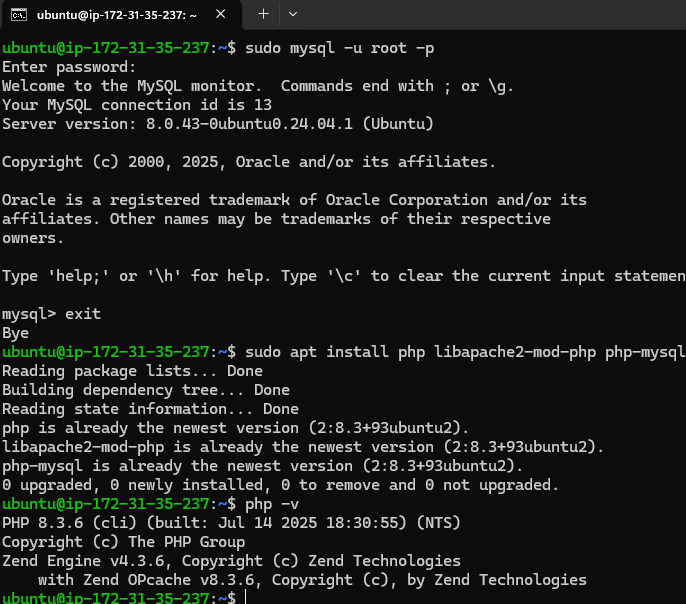 ubuntu@ip-172-31-35-237: ~
ubuntu@ip-172-31-35-237:~$ sudo mysql -u root -p
Enter password:
Welcome to the MySQL monitor.  Commands end with ; or \g.
Your MySQL connection id is 13
Server version: 8.0.43-0ubuntu0.24.04.1 (Ubuntu)
Copyright (c) 2000, 2025, Oracle and/or its affiliates.
Oracle is a registered trademark of Oracle Corporation and/or its
affiliates. Other names may be trademarks of their respective
owners.
Type 'help;' or '\h' for help. Type '\c' to clear the current input statemen
mysql> exit
Bye
ubuntu@ip-172-31-35-237:~$ sudo apt install php libapache2-mod-php php-mysql
Reading package lists... Done
Building dependency tree... Done
Reading state information... Done
php is already the newest version (2:8.3+93ubuntu2).
libapache2-mod-php is already the newest version (2:8.3+93ubuntu2).
php-mysql is already the newest version (2:8.3+93ubuntu2).
0 upgraded, 0 newly installed, 0 to remove and 0 not upgraded.
ubuntu@ip-172-31-35-237:~$ php -v
PHP 8.3.6 (cli) (built: Jul 14 2025 18:30:55) (NTS)
Copyright (c) The PHP Group
Zend Engine v4.3.6, Copyright (c) Zend Technologies
    with Zend OPcache v8.3.6, Copyright (c), by Zend Technologies
ubuntu@ip-172-31-35-237:~$